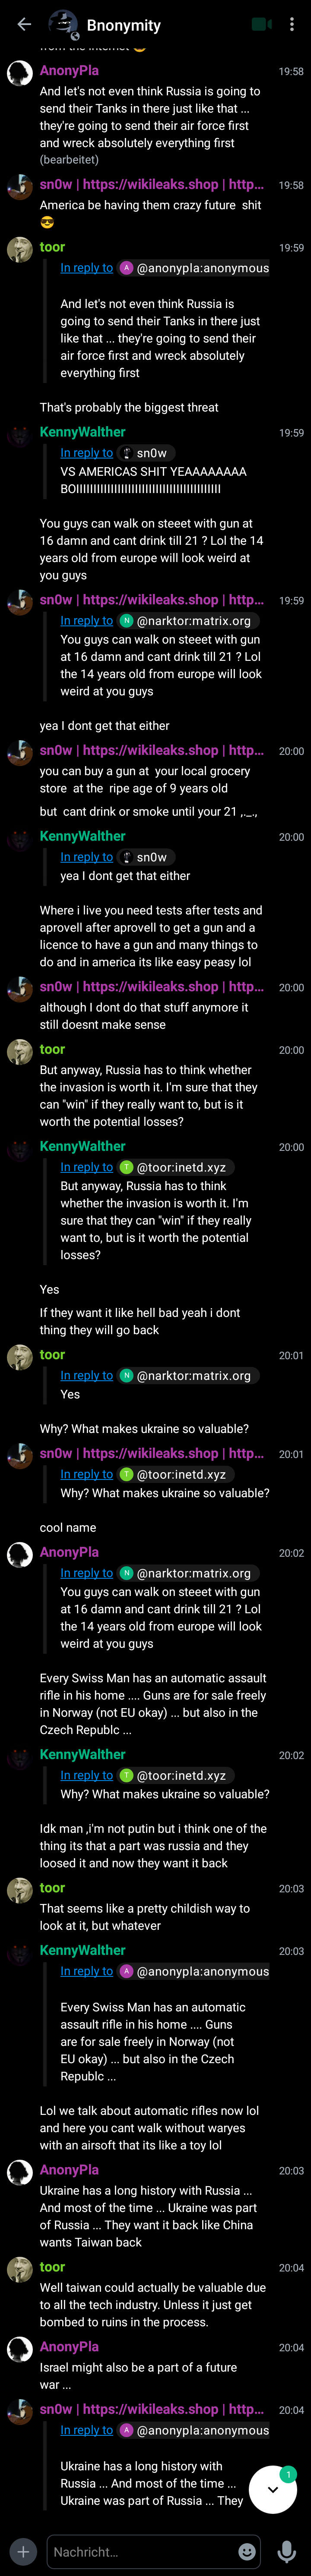 Bnonymity
from the internet
AnonyPla
19:58
And let's not even think Russia is going to
send their Tanks in there just like that ...
they're going to send their air force first
and wreck absolutely everything first
(bearbeitet)
sn0w | https://wikileaks.shop | http...
19:58
America be having them crazy future shit
😎
toor
19:59
In reply to A @anonypla:anonymous
And let's not even think Russia is
going to send their Tanks in there just
like that ... they're going to send their
air force first and wreck absolutely
everything first
That's probably the biggest threat
KennyWalther
19:59
In reply to sn0w
VS AMERICAS SHIT YEAAAAAAAA
You guys can walk on steeet with gun at
16 damn and cant drink till 21 ? Lol the 14
years old from europe will look weird at
you guys
sn0w | https://wikileaks.shop | http...
19:59
In reply to N @narktor:matrix.org
You guys can walk on steeet with gun
at 16 damn and cant drink till 21 ? Lol
the 14 years old from europe will look
weird at you guys
yea I dont get that either
sn0w | https://wikileaks.shop | http...
20:00
you can buy a gun at your local grocery
store at the ripe age of 9 years old
but cant drink or smoke until your 21 ,._.,
KennyWalther
20:00
In reply to sn0w
yea I dont get that either
Where i live you need tests after tests and
aprovell after aprovell to get a gun and a
licence to have a gun and many things to
do and in america its like easy peasy lol
sn0w | https://wikileaks.shop | http...
20:00
although I dont do that stuff anymore it
still doesnt make sense
toor
20:00
But anyway, Russia has to think whether
the invasion is worth it. I'm sure that they
can "win" if they really want to, but is it
worth the potential losses?
KennyWalther
20:00
In reply to T @toor:inetd.xyz
But anyway, Russia has to think
whether the invasion is worth it. I'm
sure that they can "win" if they really
want to, but is it worth the potential
losses?
Yes
If they want it like hell bad yeah i dont
thing they will go back
toor
20:01
In reply to N @narktor:matrix.org
Yes
Why? What makes ukraine so valuable?
sn0w | https://wikileaks.shop | http...
20:01
In reply to T @toor:inetd.xyz
Why? What makes ukraine so valuable?
cool name
AnonyPla
20:02
In reply to N @narktor:matrix.org
You guys can walk on steeet with gun
at 16 damn and cant drink till 21 ? Lol
the 14 years old from europe will look
weird at you guys
Every Swiss Man has an automatic assault
rifle in his home .... Guns are for sale freely
in Norway (not EU okay) ... but also in the
Czech Republc ...
KennyWalther
20:02
In reply to T @toor:inetd.xyz
Why? What makes ukraine so valuable?
Idk man ,i'm not putin but i think one of the
thing its that a part was russia and they
loosed it and now they want it back
toor
20:03
That seems like a pretty childish way to
look at it, but whatever
KennyWalther
20:03
In reply to A @anonypla:anonymous
Every Swiss Man has an automatic
assault rifle in his home .... Guns
are for sale freely in Norway (not
EU okay) ... but also in the Czech
Republc ...
Lol we talk about automatic rifles now lol
and here you cant walk without waryes
with an airsoft that its like a toy lol
AnonyPla
20:03
Ukraine has a long history with Russia ...
And most of the time ... Ukraine was part
of Russia ... They want it back like China
wants Taiwan back
toor
20:04
Well taiwan could actually be valuable due
to all the tech industry. Unless it just get
bombed to ruins in the process.
AnonyPla
20:04
Israel might also be a part of a future
war ...
sn0w | https://wikileaks.shop | http...
20:04
In reply to A @anonypla:anonymous
Ukraine has a long history with
Russia ... And most of the time ...
Ukraine was part of Russia ... They
1
Nachricht...